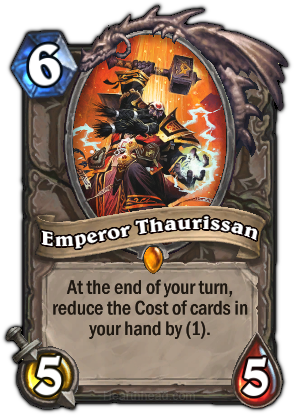 6
Emperor Thaurissan
At the end of your turn,
reduce the Cost of cards in
your hand by (1).
5
5